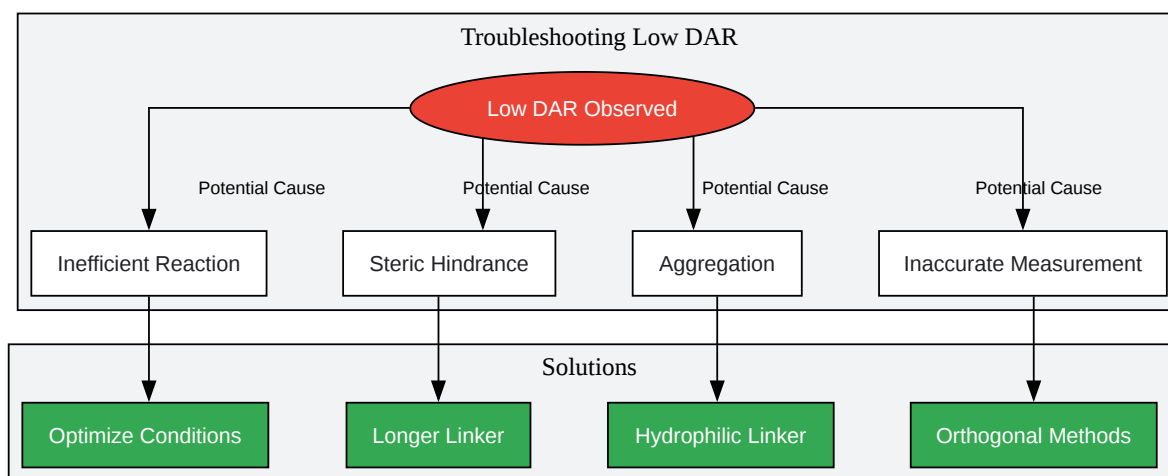 Troubleshooting Low DAR
Low DAR Observed
Potential Cause
Potential Cause
Potential Cause
Potential Cause
Inefficient Reaction
Steric Hindrance
Aggregation
Inaccurate Measurement
Solutions
Optimize Conditions
Longer Linker
Hydrophilic Linker
Orthogonal Methods